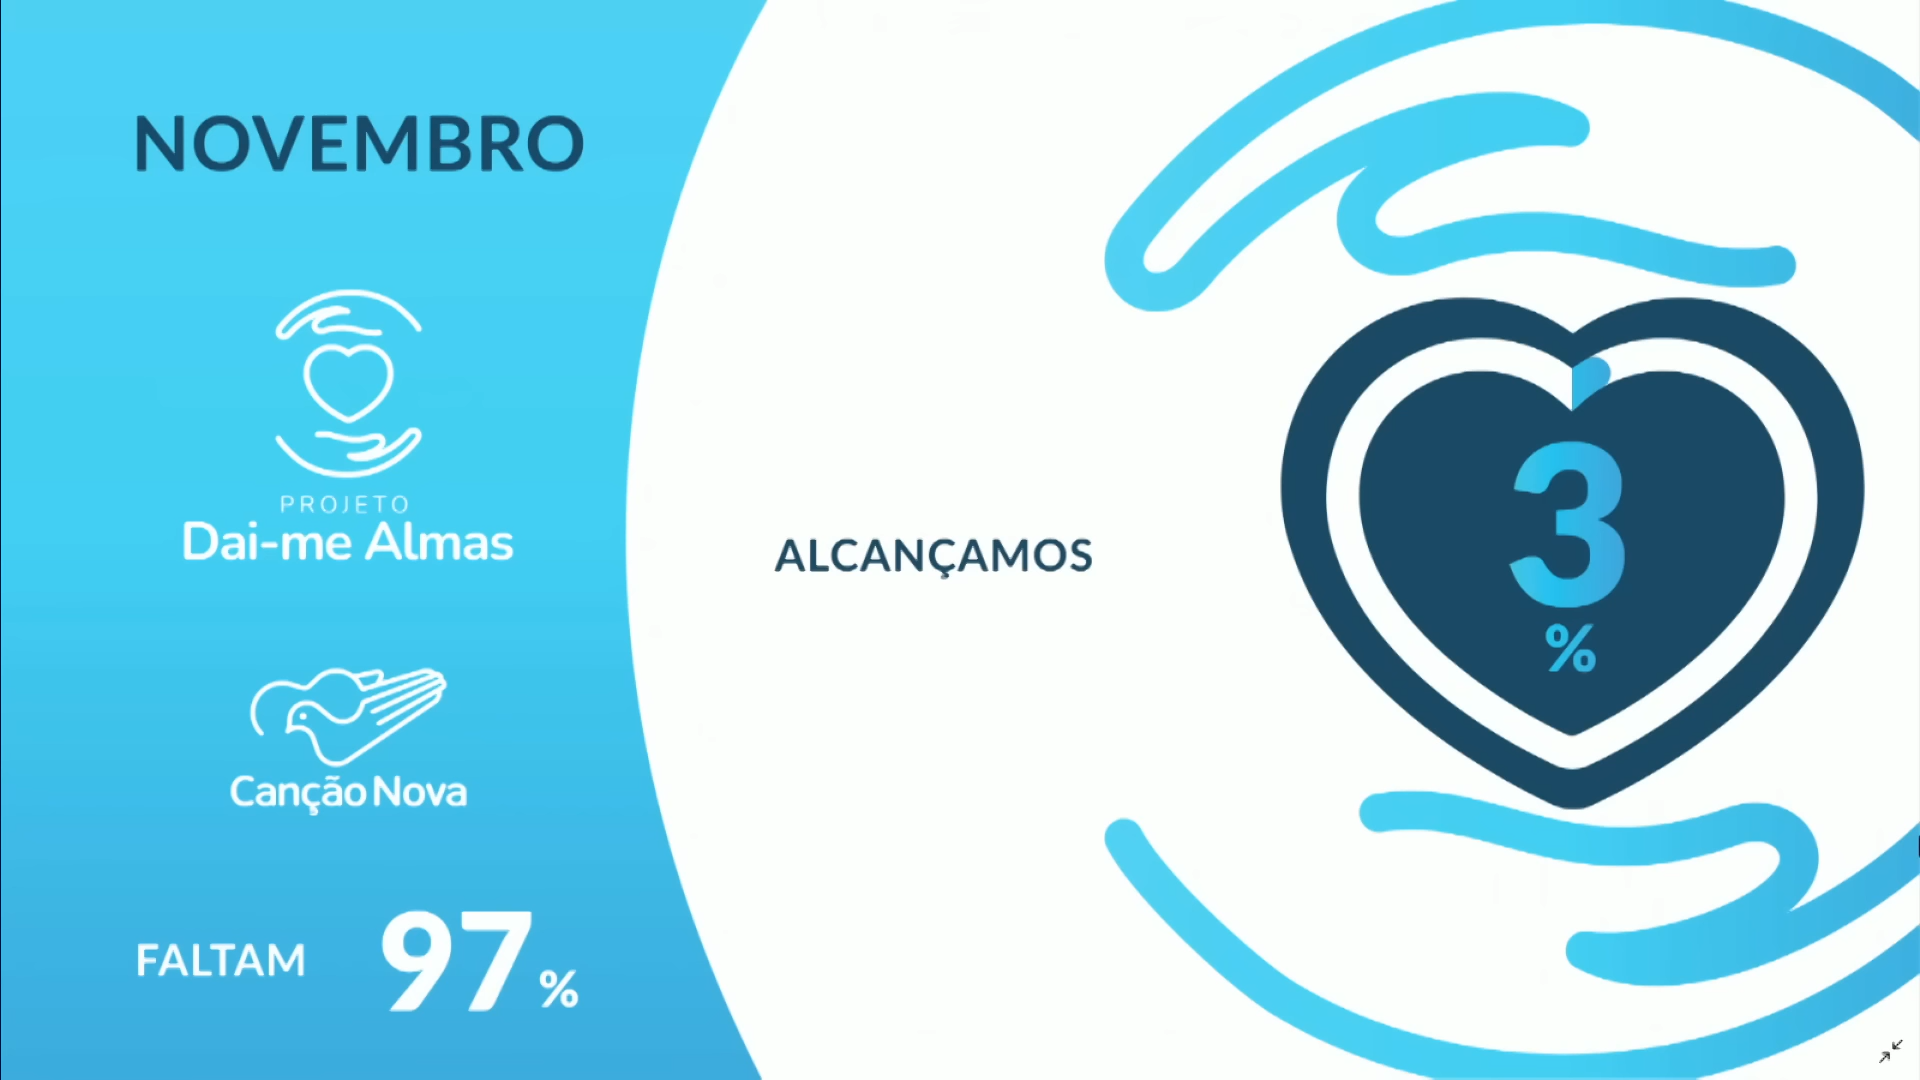 NOVEMBRO
PROJETO
Dai-me Almas
Canção Nova
FALTAM 97%
ALCANÇAMOS
3
%